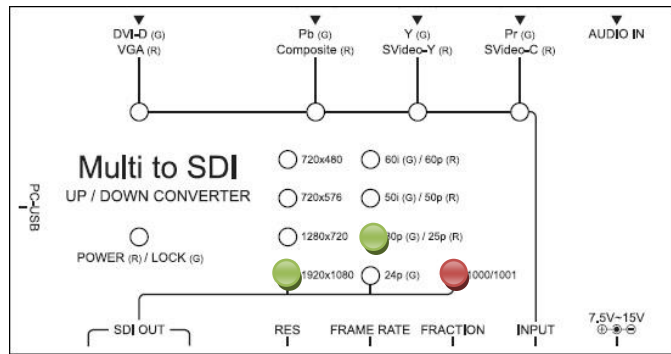 DVI-D (G)
VGA (R)
Pb (G)
Composite (R)
Y (G)
SVideo-Y (R)
Pr (G)
SVideo-C (R)
AUDIO IN
Multi to SDI
UP / DOWN CONVERTER
PC-USB
POWER (R) / LOCK (G)
720x480
60i (G) / 60p (R)
720x576
50i (G) / 50p (R)
1280x720
30p (G) / 25p (R)
1920x1080
24p (G)
1000/1001
SDI OUT
RES
FRAME RATE
FRACTION
INPUT
7.5V~15V